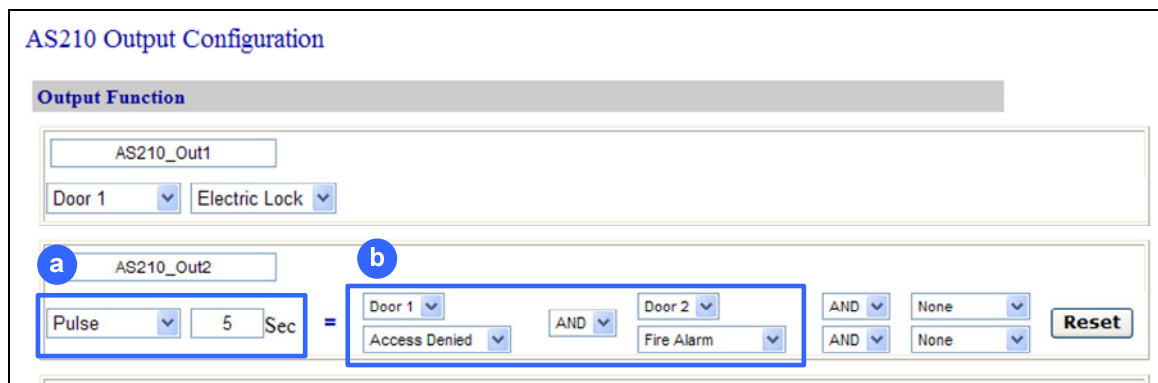 AS210 Output Configuration
Output Function
AS210_Out1
Door 1 Electric Lock
a AS210_Out2 b
Door 1 Door 2 AND None
Pulse 5 Sec = AND Reset
Access Denied Fire Alarm AND None